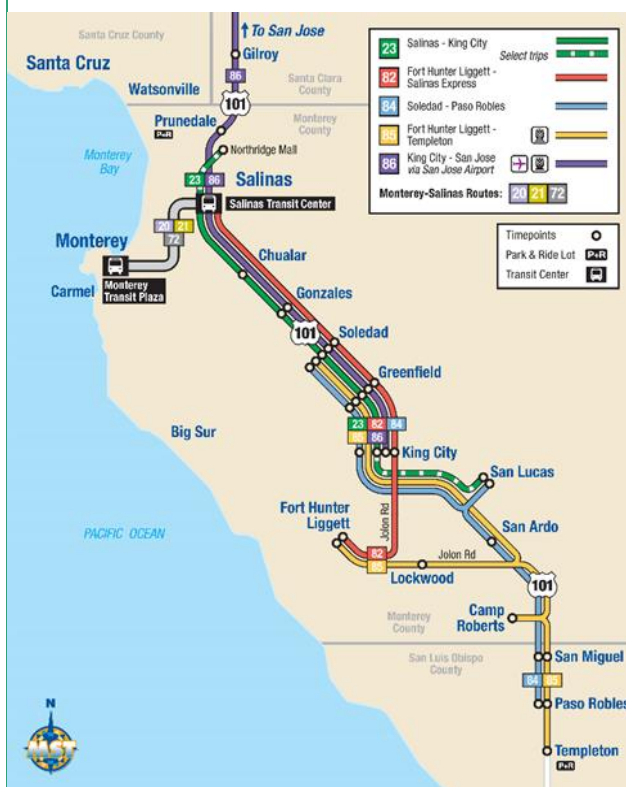 Santa Cruz County
To San Jose
Gilroy
Santa Cruz
86
Santa Clara
County
Watsonville
101
Prunedale
P+R
Monterey
County
Northridge Mall
Monterey
Bay
23 86
Salinas
Salinas Transit Center
20 21
72
Monterey
Monterey
Transit Plaza
Carmel
Chualar
Gonzales
101
Soledad
Greenfield
Big Sur
23 82 84
85 86
King City
San Lucas
Fort Hunter
Liggett
Jolon Rd
San Ardo
PACIFIC OCEAN
82
85
Jolon Rd
Lockwood
101
Camp
Roberts
Monterey
County
San Luis Obispo
County
San Miguel
84 85
Paso Robles
Templeton
P+R
N
MST
23 Salinas - King City
Select trips
82 Fort Hunter Liggett -
Salinas Express
84 Soledad - Paso Robles
85 Fort Hunter Liggett -
Templeton
86 King City - San Jose
via San Jose Airport
Monterey-Salinas Routes: 20 21 72
Timepoints
Park & Ride Lot P+R
Transit Center